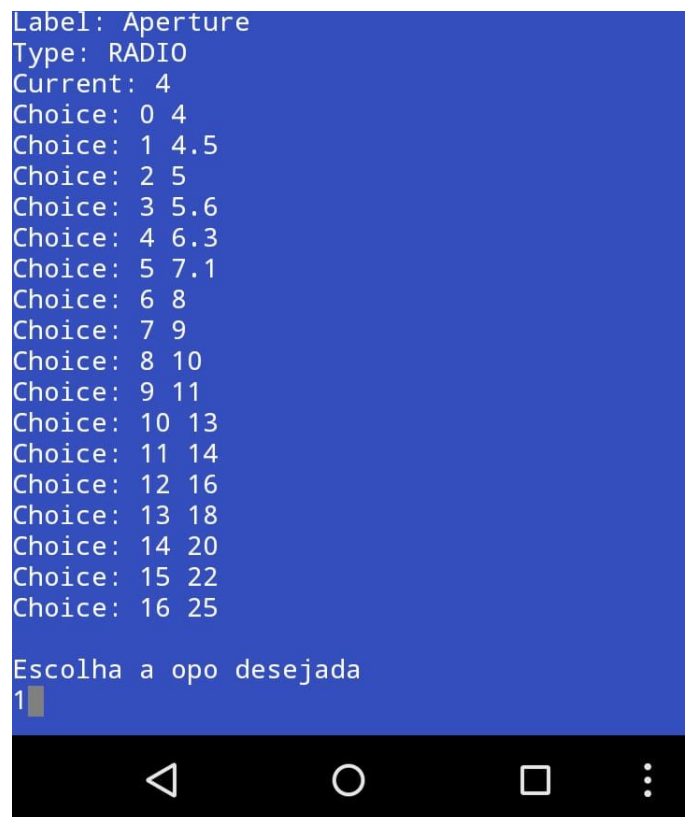 Label: Aperture
Type: RADIO
Current: 4
Choice: 0 4
Choice: 1 4.5
Choice: 2 5
Choice: 3 5.6
Choice: 4 6.3
Choice: 5 7.1
Choice: 6 8
Choice: 7 9
Choice: 8 10
Choice: 9 11
Choice: 10 13
Choice: 11 14
Choice: 12 16
Choice: 13 18
Choice: 14 20
Choice: 15 22
Choice: 16 25
Escolha a opo desejada
1